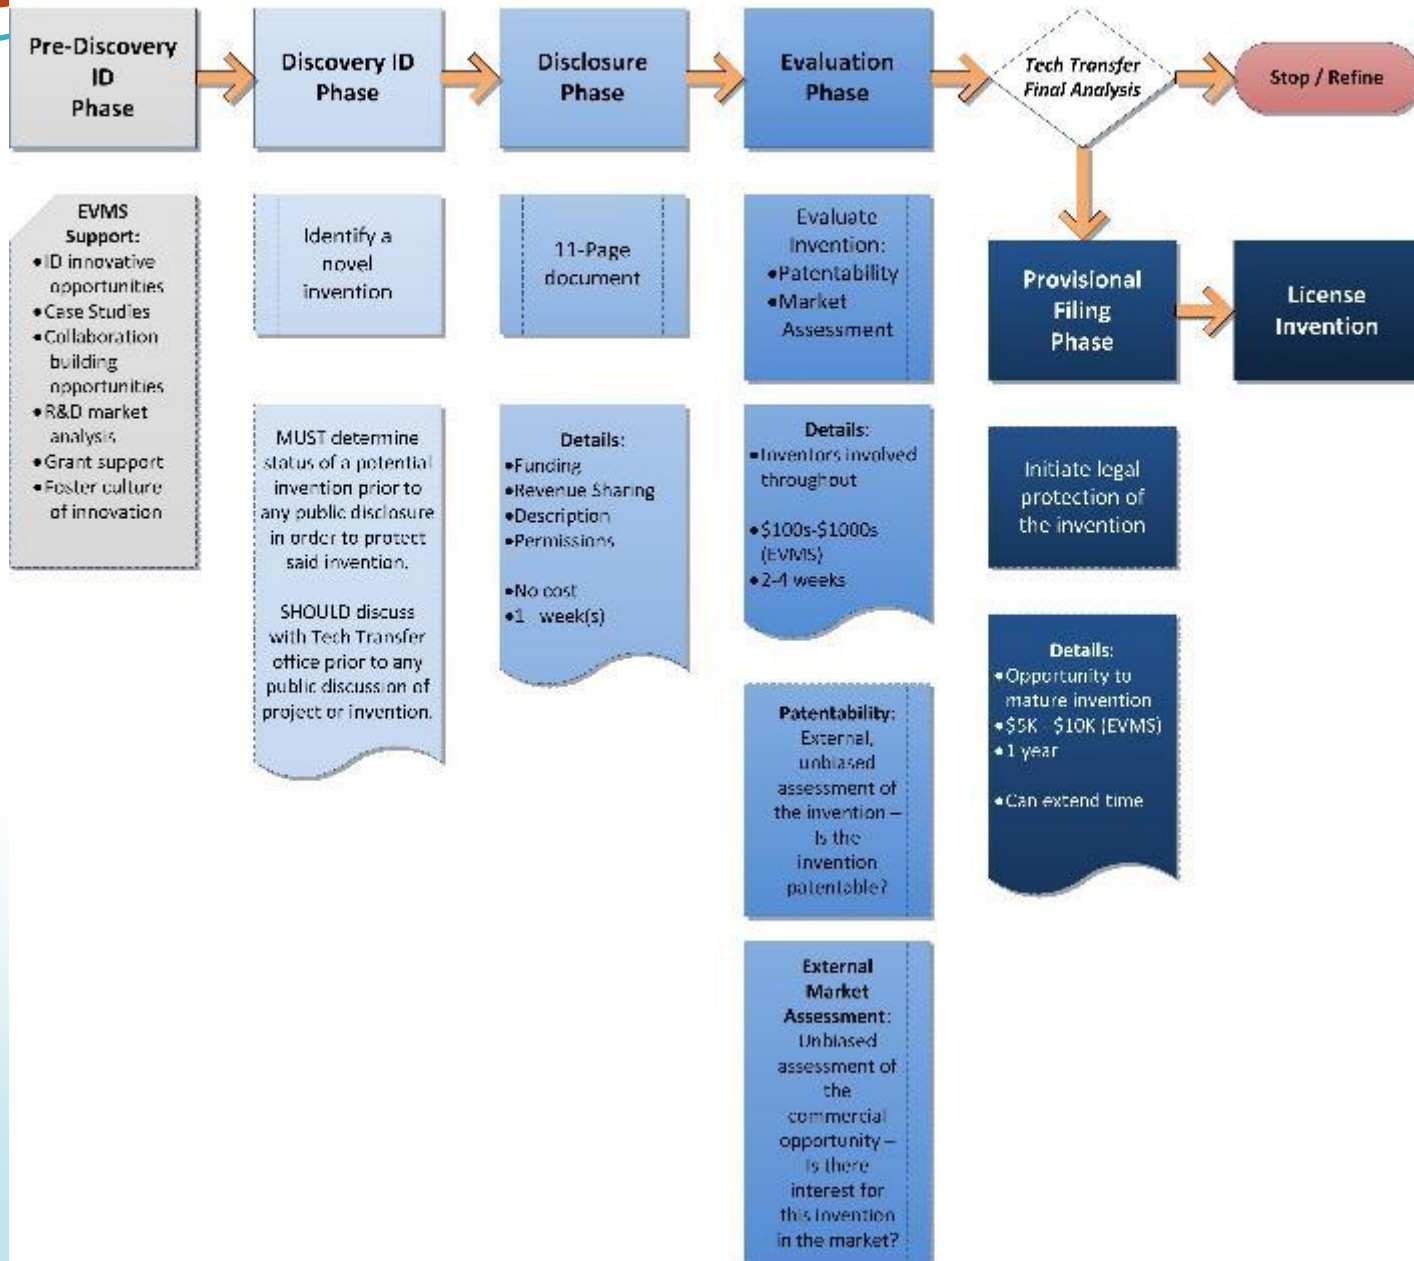 Pre-Discovery
ID
Phase
Discovery ID
Phase
Disclosure
Phase
Evaluation
Phase
Tech Transfer
Final Analysis
Stop / Refine
EVMS
Support:
•ID innovative
opportunities
•Case Studies
•Collaboration
building
opportunities
•R&D market
analysis
•Grant support
•Foster culture
of innovation
Identify a
novel
invention
MUST determine
status of a potential
invention prior to
any public disclosure
in order to protect
said invention.
SHOULD discuss
with Tech Transfer
office prior to any
public discussion of
project or invention.
11-Page
document
Details:
•Funding
•Revenue Sharing
•Description
•Permissions
•No cost
•1 week(s)
Evaluate
Invention:
•Patentability
•Market
Assessment
Details:
•Inventors involved
throughout
•$100s-$1000s
(EVMS)
•2-4 weeks
Patentability:
External,
unbiased
assessment of
the invention –
Is the
invention
patentable?
External
Market
Assessment:
Unbiased
assessment of
the
commercial
opportunity –
Is there
interest for
this invention
in the market?
Provisional
Filing
Phase
License
Invention
Initiate legal
protection of
the invention
Details:
•Opportunity to
mature invention
•$5K - $10K (EVMS)
•1 year
•Can extend time